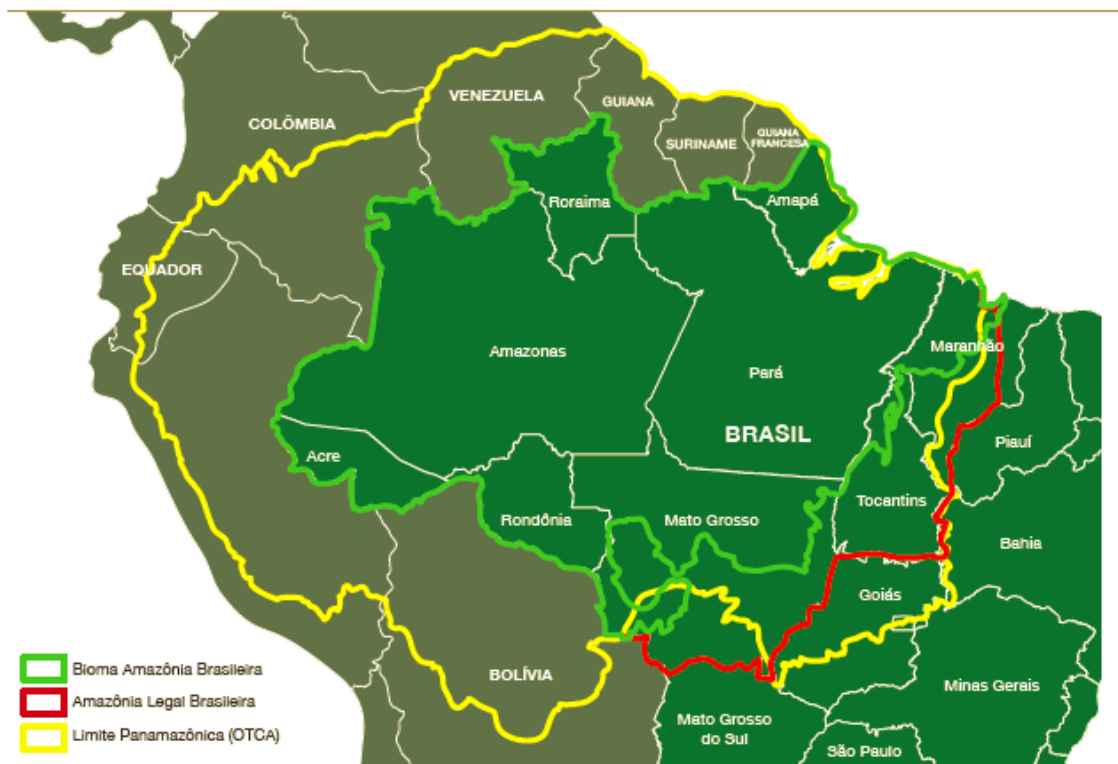 VENEZUELA
GUIANA
COLÔMBIA
SURINAME
GUIANA
FRANCESA
Roraima
Amapá
EQUADOR
Amazonas
Maranhão
Pará
BRASIL
Piauí
Acre
Tocantins
Rondônia
Mato Grosso
Bahia
Goiás
BOLÍVIA
Minas Gerais
Mato Grosso
do Sul
São Paulo
Bioma Amazônia Brasileira
Amazônia Legal Brasileira
Limite Panamazônica (OTCA)